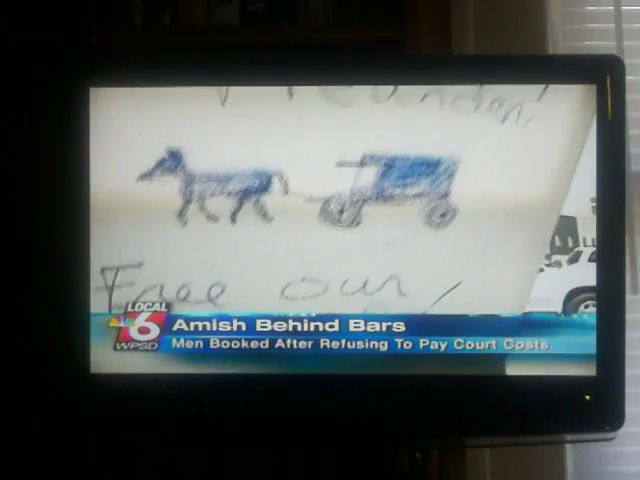 Free our
LOCAL
6
WPSD
Amish Behind Bars
Men Booked After Refusing To Pay Court Costs